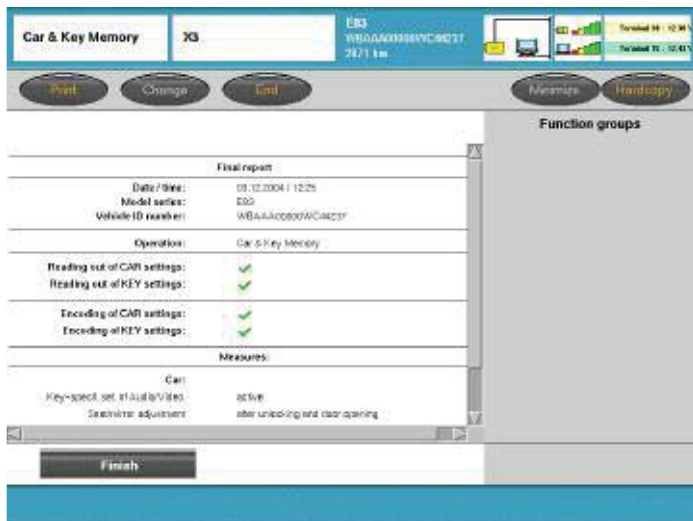 Car & Key Memory
X3
E83
2871 km
Print
Change
End
Minimize
Hardcopy
Function groups
Final report
Date / time: 03.12.2004 / 12:25
Model series: E83
Vehicle ID number:
Operation: Car & Key Memory
Reading out of CAR settings:
Reading out of KEY settings:
Encoding of CAR settings:
Encoding of KEY settings:
Measures:
Car:
Key-specif. set. of Audio/Video active
Seat/mirror adjustment after unlocking and door opening
Finish